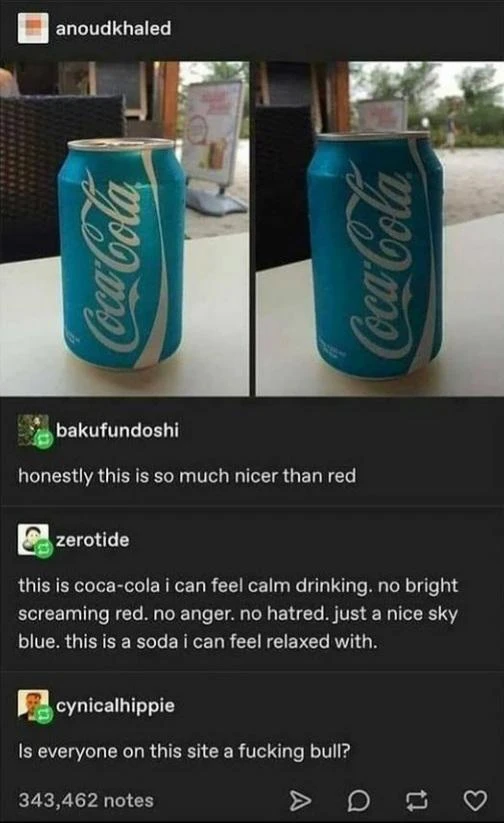 anoudkhaled
Coca-Cola
Coca-Cola
bakufundoshi
honestly this is so much nicer than red
zerotide
this is coca-cola i can feel calm drinking. no bright
screaming red. no anger. no hatred. just a nice sky
blue. this is a soda i can feel relaxed with.
cynicalhippie
Is everyone on this site a fucking bull?
343,462 notes